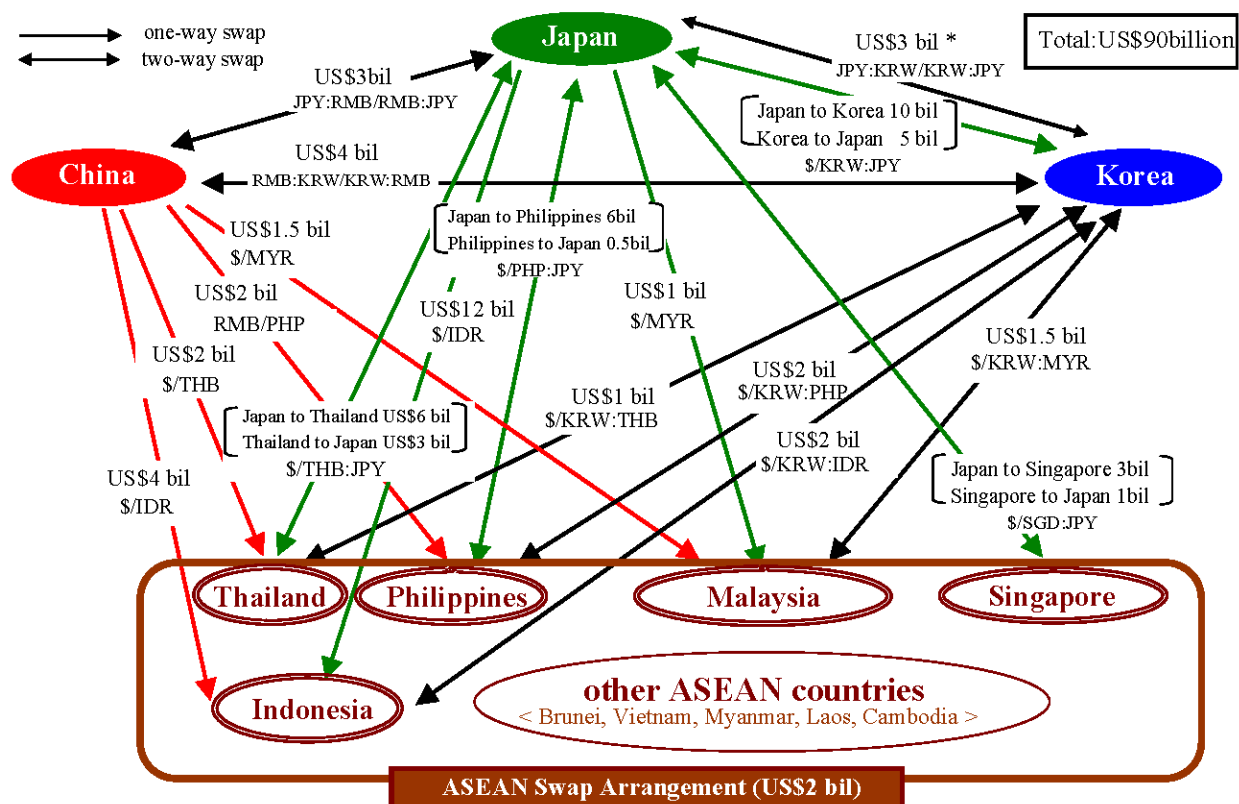 one-way swap
two-way swap
Japan
Total:US$90billion
US$3bil
JPY:RMB/RMB:JPY
US$3 bil *
JPY:KRW/KRW:JPY
Japan to Korea 10 bil
Korea to Japan 5 bil
$/KRW:JPY
China
US$4 bil
RMB:KRW/KRW:RMB
Korea
US$1.5 bil
$/MYR
Japan to Philippines 6bil
Philippines to Japan 0.5bil
$/PHP:JPY
US$2 bil
RMB/PHP
US$12 bil
$/IDR
US$1 bil
$/MYR
US$2 bil
$/THB
US$1.5 bil
$/KRW:MYR
US$2 bil
$/KRW:PHP
US$1 bil
$/KRW:THB
Japan to Thailand US$6 bil
Thailand to Japan US$3 bil
$/THB:JPY
US$2 bil
$/KRW:IDR
US$4 bil
$/IDR
Japan to Singapore 3bil
Singapore to Japan 1bil
$/SGD:JPY
Thailand
Philippines
Malaysia
Singapore
Indonesia
other ASEAN countries
< Brunei, Vietnam, Myanmar, Laos, Cambodia >
ASEAN Swap Arrangement (US$2 bil)